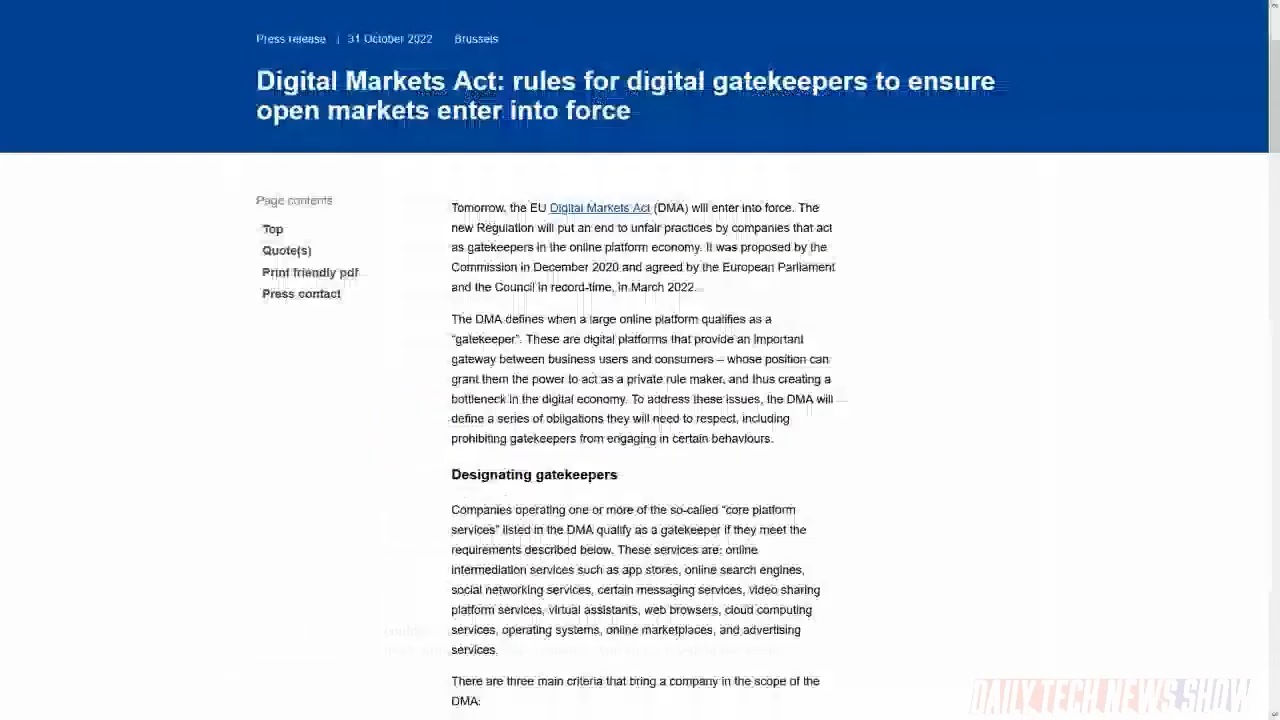 Press release | 31 October 2022 Brussels
Digital Markets Act: rules for digital gatekeepers to ensure
open markets enter into force
Page contents
Top
Quote(s)
Print friendly pdf
Press contact
Tomorrow, the EU Digital Markets Act (DMA) will enter into force. The
new Regulation will put an end to unfair practices by companies that act
as gatekeepers in the online platform economy. It was proposed by the
Commission in December 2020 and agreed by the European Parliament
and the Council in record-time, in March 2022.
The DMA defines when a large online platform qualifies as a
“gatekeeper”. These are digital platforms that provide an important
gateway between business users and consumers – whose position can
grant them the power to act as a private rule maker, and thus creating a
bottleneck in the digital economy. To address these issues, the DMA will
define a series of obligations they will need to respect, including
prohibiting gatekeepers from engaging in certain behaviours.
Designating gatekeepers
Companies operating one or more of the so-called “core platform
services” listed in the DMA qualify as a gatekeeper if they meet the
requirements described below. These services are: online
intermediation services such as app stores, online search engines,
social networking services, certain messaging services, video sharing
platform services, virtual assistants, web browsers, cloud computing
services, operating systems, online marketplaces, and advertising
services.
There are three main criteria that bring a company in the scope of the
DMA:
DAILY TECH NEWS SHOW